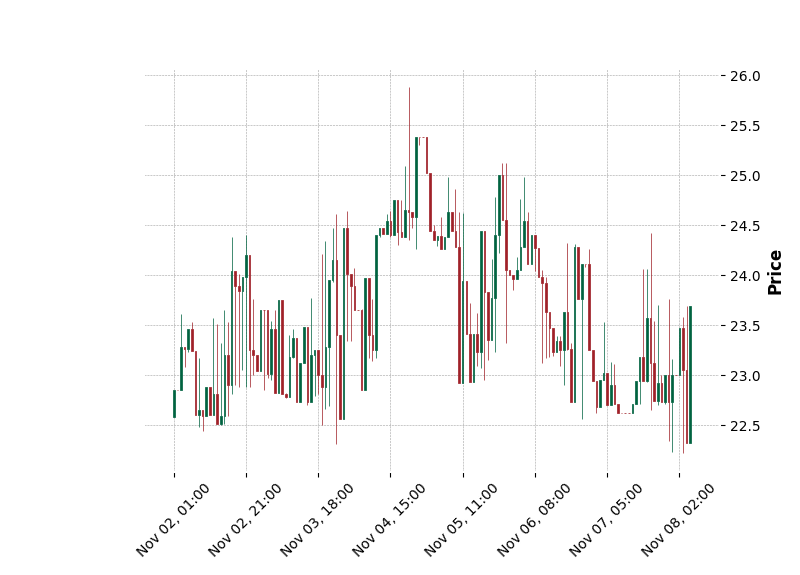 26.0
25.5
25.0
24.5
24.0
23.5
23.0
22.5
Price
Nov 02, 01:00
Nov 02, 21:00
Nov 03, 18:00
Nov 04, 15:00
Nov 05, 11:00
Nov 06, 08:00
Nov 07, 05:00
Nov 08, 02:00